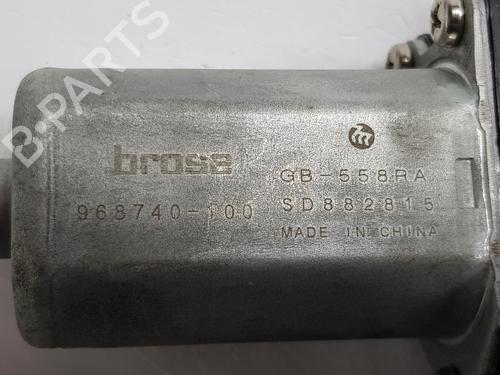 B-PARTS
brose
GB-558RA
968740-100
SD882815
MADE IN CHINA